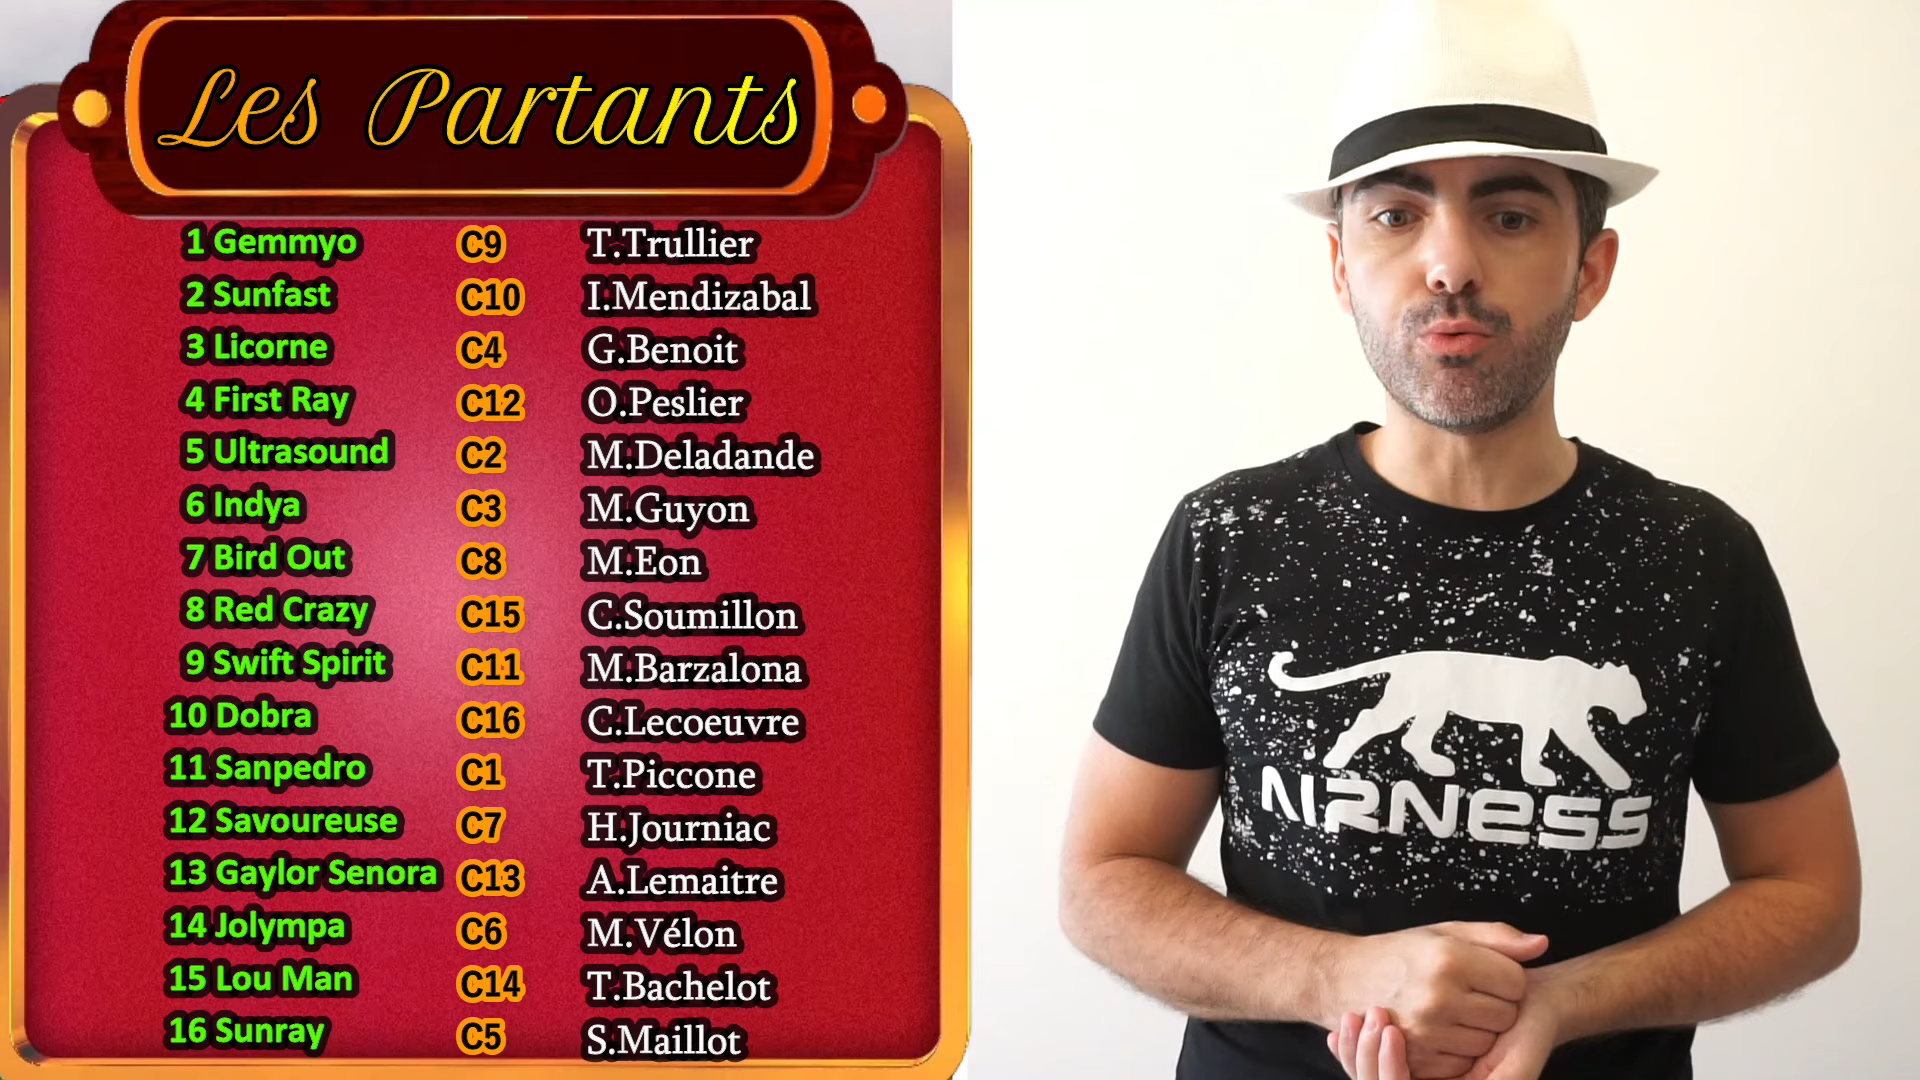 Les Partants
1 Gemmyo C9 T.Trullier
2 Sunfast C10 I.Mendizabal
3 Licorne C4 G.Benoit
4 First Ray C12 O.Peslier
5 Ultrasound C2 M.Deladande
6 Indya C3 M.Guyon
7 Bird Out C8 M.Eon
8 Red Crazy C15 C.Soumillon
9 Swift Spirit C11 M.Barzalona
10 Dobra C16 C.Lecoeuvre
11 Sanpedro C1 T.Piccone
12 Savoureuse C7 H.Journiac
13 Gaylor Senora C13 A.Lemaitre
14 Jolympa C6 M.Vélon
15 Lou Man C14 T.Bachelot
16 Sunray C5 S.Maillot
AIRNESS